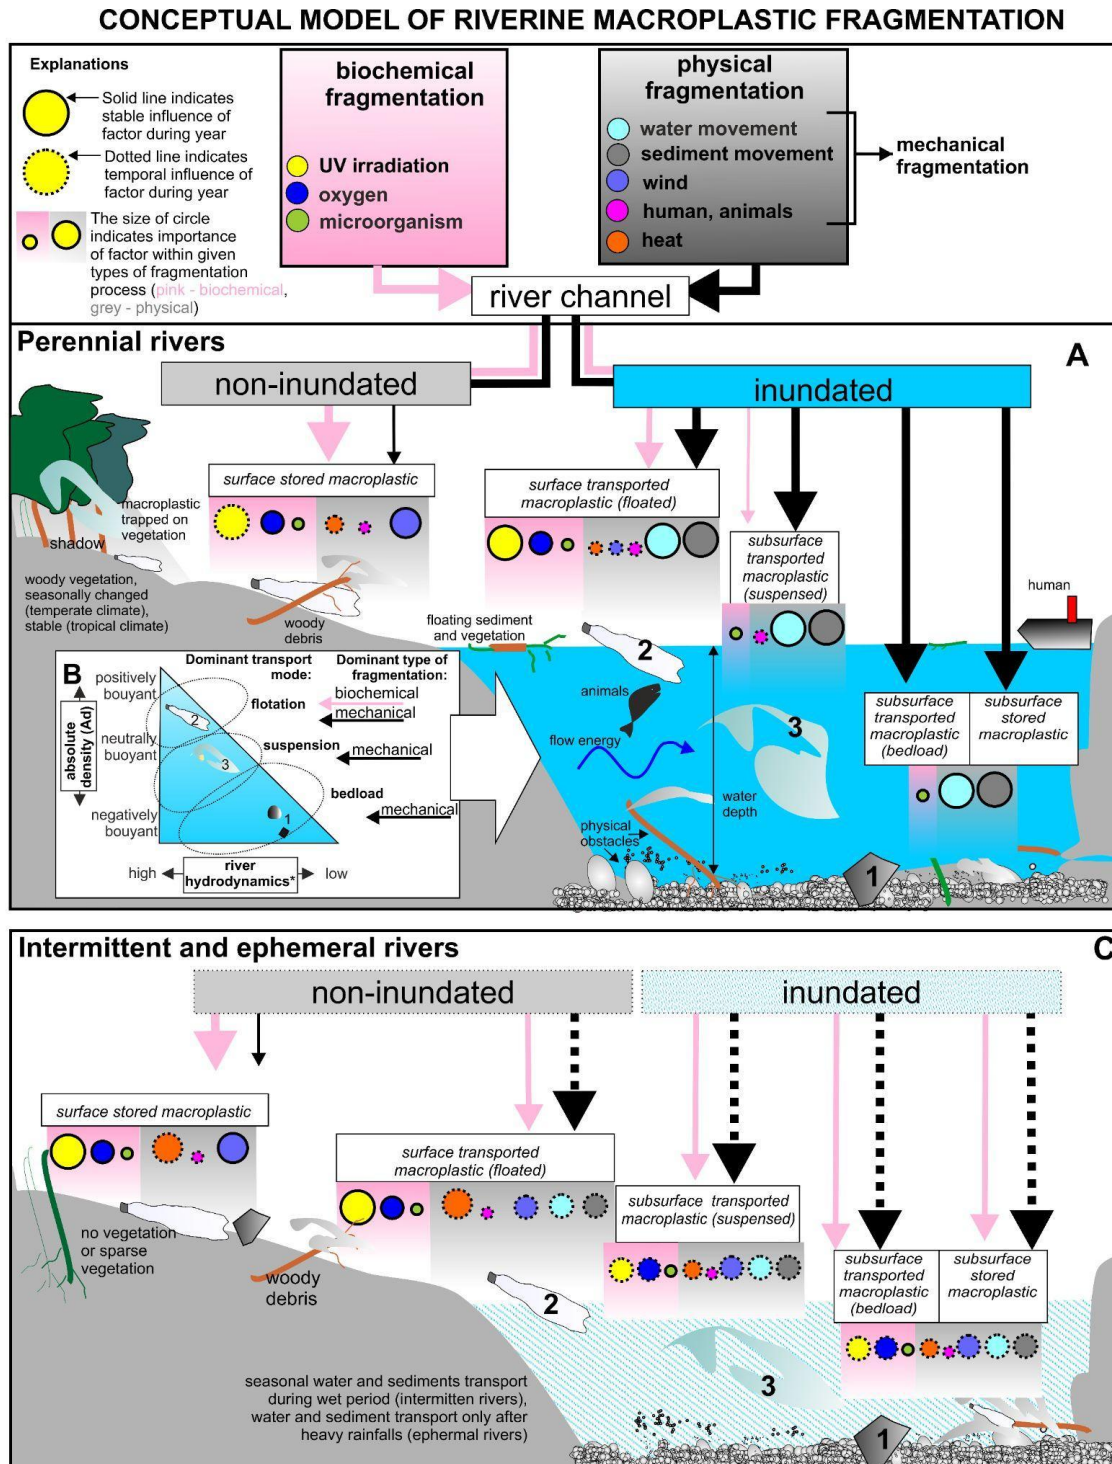 CONCEPTUAL MODEL OF RIVERINE MACROPLASTIC FRAGMENTATION
Explanations
Solid line indicates
stable influence of
factor during year
Dotted line indicates
temporal influence of
factor during year
The size of circle
indicates importance
of factor within given
types of fragmentation
process (pink - biochemical,
grey - physical)
biochemical
fragmentation
UV irradiation
oxygen
microorganism
physical
fragmentation
water movement
sediment movement
wind
human, animals
heat
mechanical
fragmentation
river channel
Perennial rivers
A
non-inundated
inundated
surface stored macroplastic
surface transported
macroplastic (floated)
subsurface
transported
macroplastic
(suspended)
macroplastic
trapped on
vegetation
shadow
woody vegetation,
seasonally changed
(temperate climate),
stable (tropical climate)
woody
debris
floating sediment
and vegetation
human
2
animals
flow energy
3
water
depth
physical
obstacles
1
subsurface
transported
macroplastic
(bedload)
subsurface
stored
macroplastic
B
Dominant transport
mode:
Dominant type of
fragmentation:
positively
bouyant
neutrally
buoyant
negatively
bouyant
absolute
density (Ad)
flotation
biochemical
mechanical
suspension
mechanical
bedload
mechanical
2
3
1
high
river
hydrodynamics*
low
Intermittent and ephemeral rivers
C
non-inundated
inundated
surface stored macroplastic
surface transported
macroplastic (floated)
subsurface transported
macroplastic (suspensed)
subsurface
transported
macroplastic
(bedload)
subsurface
stored
macroplastic
no vegetation
or sparse
vegetation
woody
debris
2
3
1
seasonal water and sediments transport
during wet period (intermitten rivers),
water and sediment transport only after
heavy rainfalls (ephermal rivers)